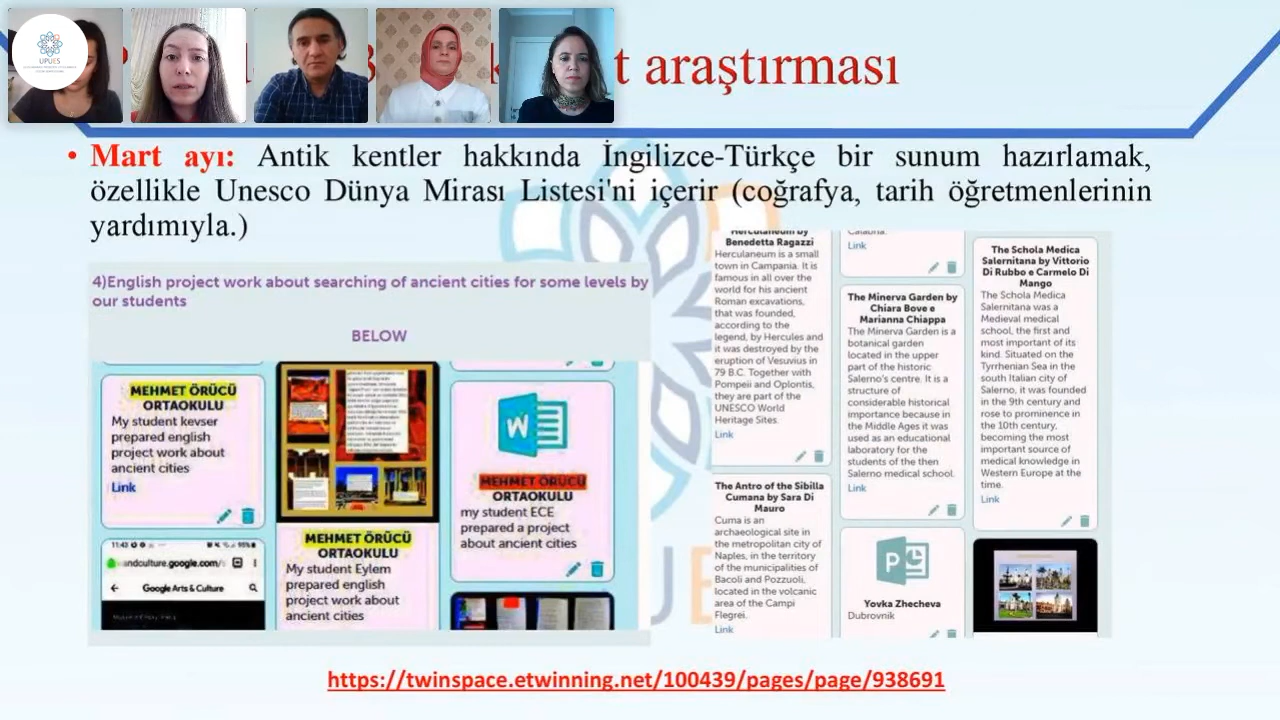 UPUES
t araştırması
• Mart ayı: Antik kentler hakkında İngilizce-Türkçe bir sunum hazırlamak,
özellikle Unesco Dünya Mirası Listesi'ni içerir (coğrafya, tarih öğretmenlerinin
yardımıyla.)
4)English project work about searching of ancient cities for some levels by
our students
BELOW
MEHMET ÖRÜCÜ
ORTAOKULU
My student kevser
prepared english
project work about
ancient cities
Link
11:43
andculture.google.com/
Google Arts & Culture
MEHMET ÖRÜCÜ
ORTAOKULU
My student Eylem
prepared english
project work about
ancient cities
W
MEHMET ÖRÜCÜ
ORTAOKULU
my student ECE
prepared a project
about ancient cities
Herculaneum by
Benedetta Ragazzi
Herculaneum is a small
town in Campania. It is
famous in all over the
world for his ancient
Roman excavations,
that was founded,
according to the
legend, by Hercules and
it was destroyed by the
eruption of Vesuvius in
79 B.C. Together with
Pompeii and Oplontis,
they are part of the
UNESCO World
Heritage Sites.
Link
The Antro of the Sibilla
Cumana by Sara Di
Mauro
Cuma is an
archaeological site in
the metropolitan city of
Naples, in the territory
of the municipalities of
Bacoli and Pozzuoli,
located in the volcanic
area of the Campi
Flegrei.
Link
Calabria.
Link
The Minerva Garden by
Chiara Bove e
Marianna Chiappa
The Minerva Garden is a
botanical garden
located in the upper
part of the historic
Salerno's centre. It is a
structure of
considerable historical
importance because in
the Middle Ages it was
used as an educational
laboratory for the
students of the then
Salerno medical school.
Link
P
Yovka Zhecheva
Dubrovnik
The Schola Medica
Salernitana by Vittorio
Di Rubbo e Carmelo Di
Mango
The Schola Medica
Salernitana was a
Medieval medical
school, the first and
most important of its
kind. Situated on the
Tyrrhenian Sea in the
south Italian city of
Salerno, it was founded
in the 9th century and
rose to prominence in
the 10th century,
becoming the most
important source of
medical knowledge in
Western Europe at the
time.
Link
https://twinspace.etwinning.net/100439/pages/page/938691